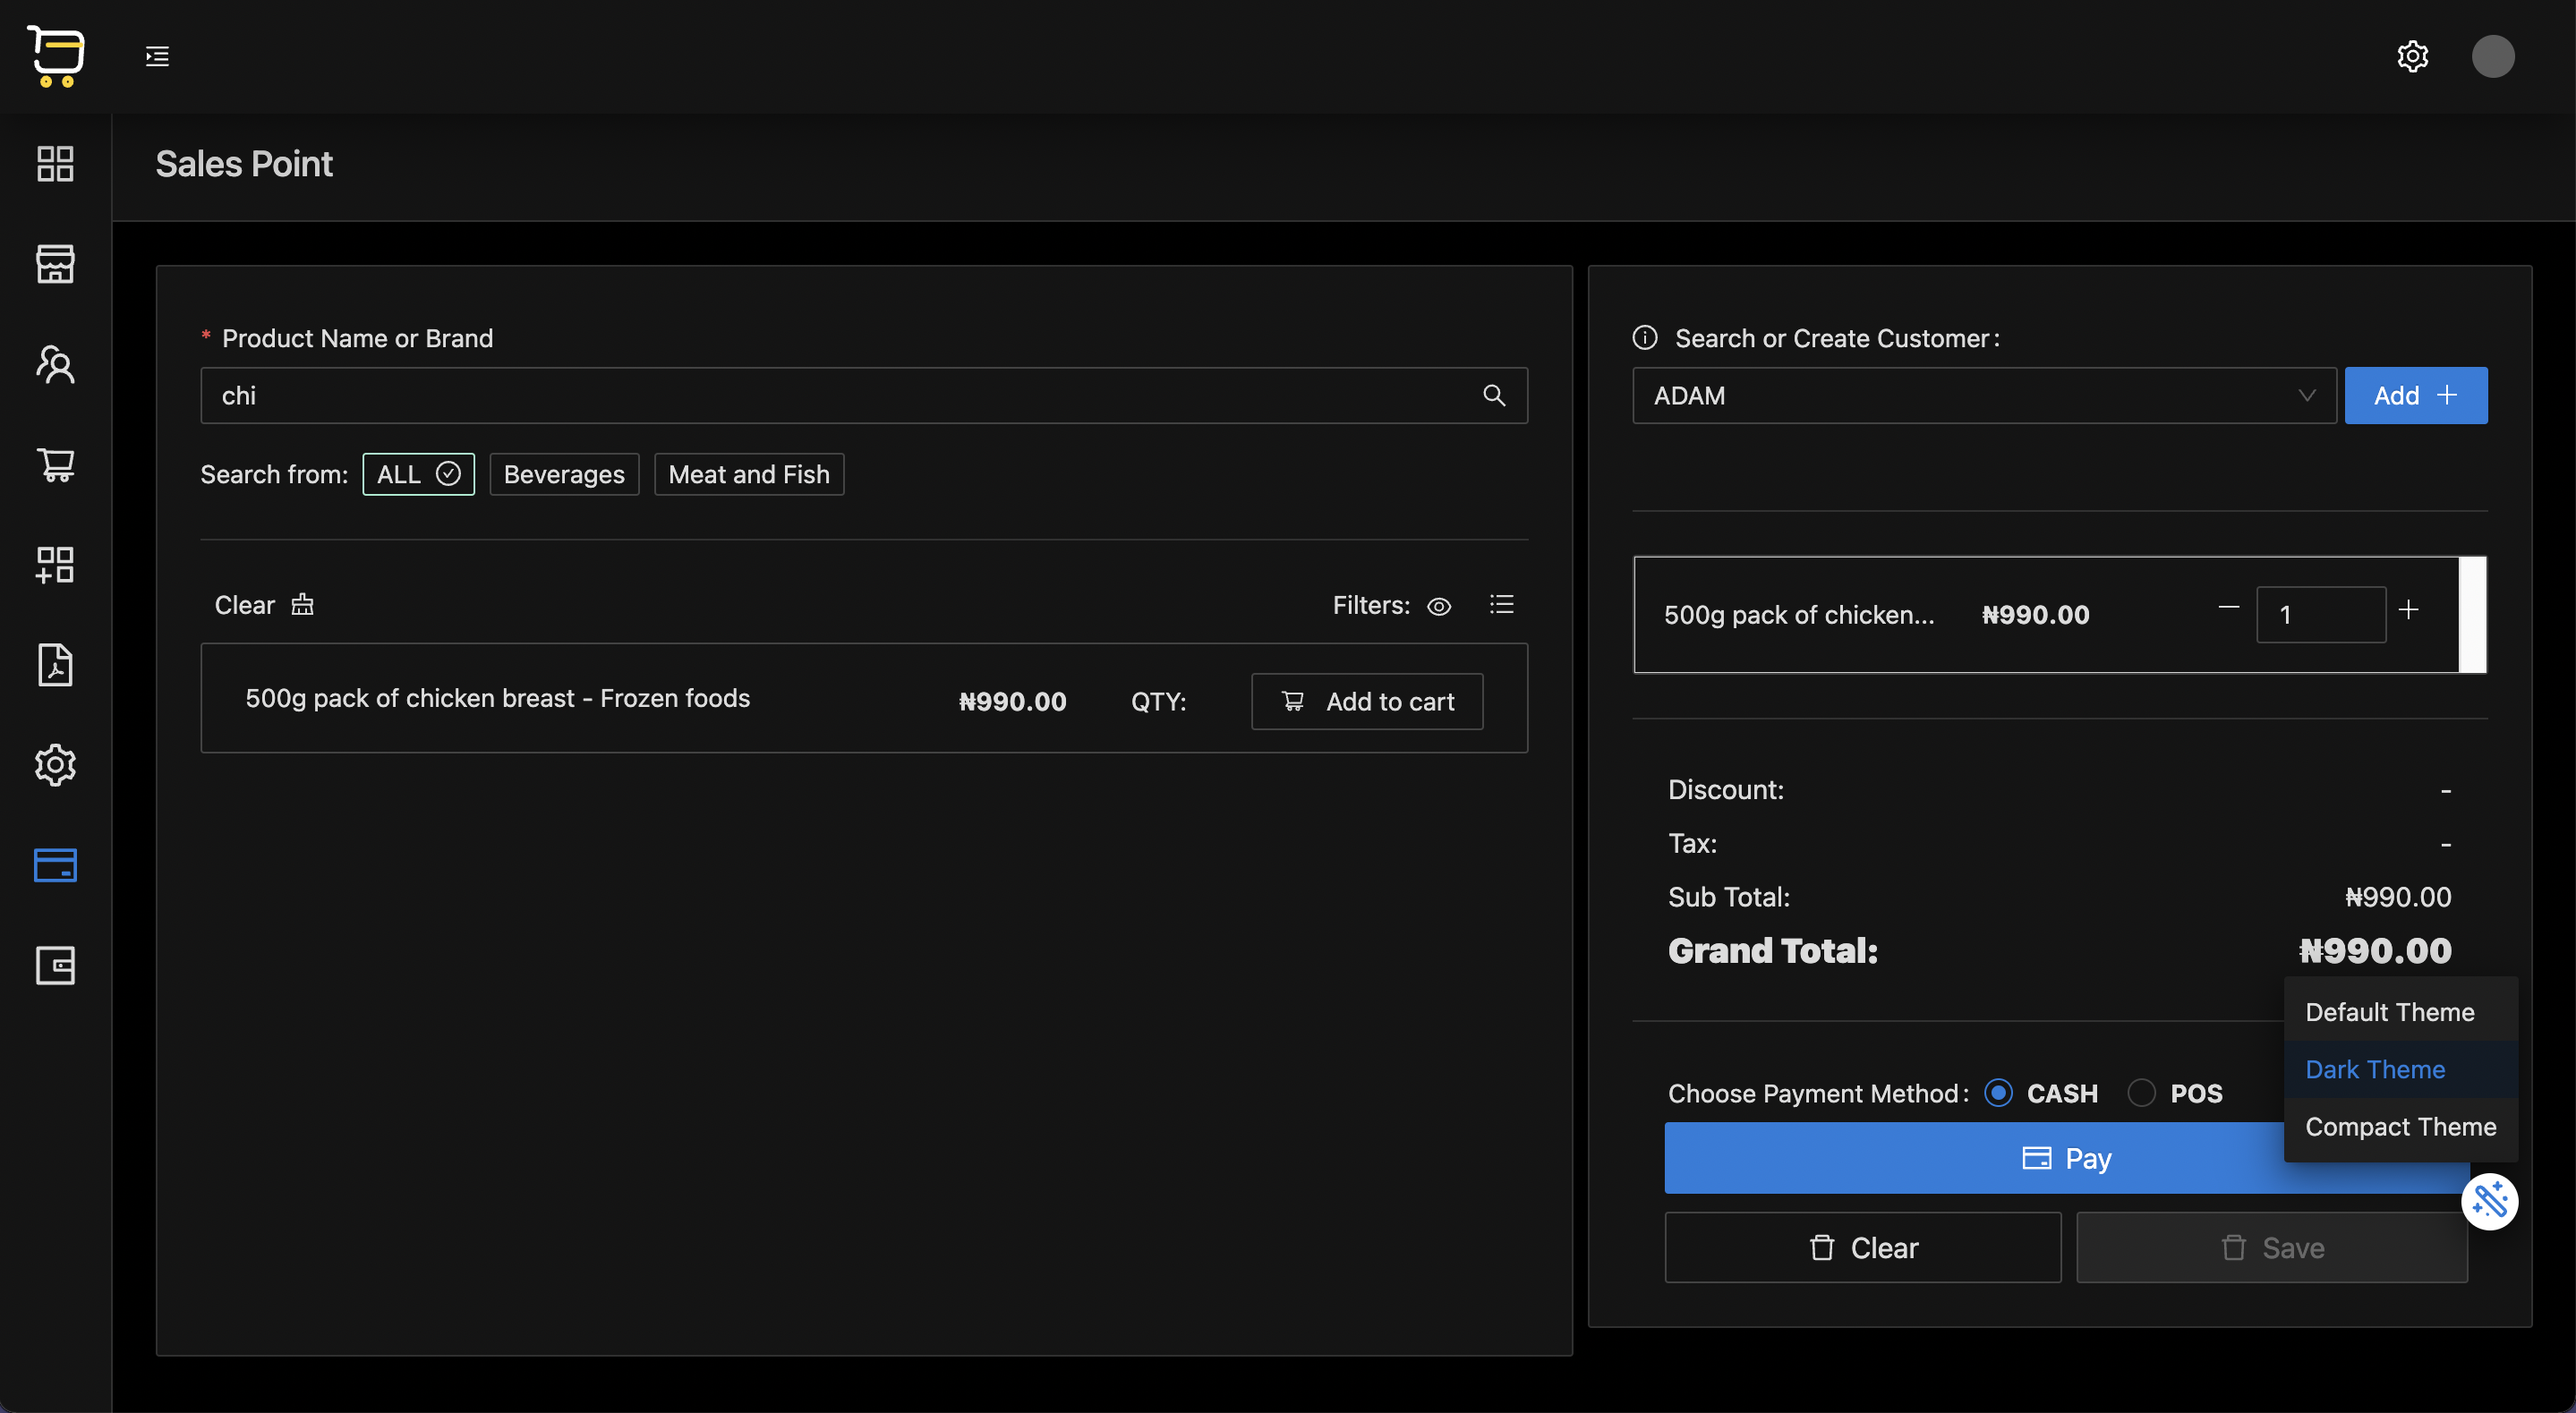 Sales Point
* Product Name or Brand
chi
Search from: ALL Beverages Meat and Fish
Clear Filters:
500g pack of chicken breast - Frozen foods ₦990.00 QTY: Add to cart
Search or Create Customer:
ADAM Add
500g pack of chicken... ₦990.00 1
Discount: -
Tax: -
Sub Total: ₦990.00
Grand Total: ₦990.00
Default Theme
Dark Theme
Compact Theme
Choose Payment Method: CASH POS
Pay
Clear Save